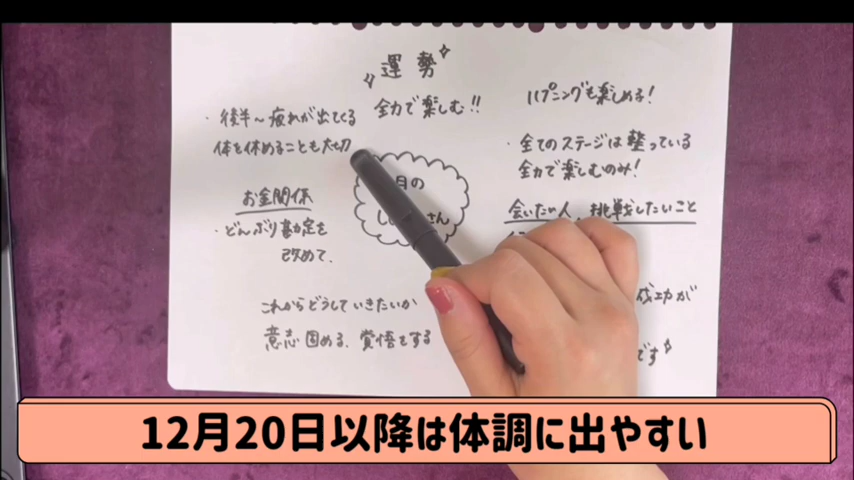 運勢
全力で楽しむ!!
・後半～疲れが出てくる
体を休めることも大切
お金関係
・どんぶり勘定を
改めて。
月の
さん
これからどうしていきたいか
意志固める、覚悟をする
ハプニングも楽しめる!
・全てのステージは整っている
全力で楽しむのみ!
会いたい人、挑戦したいこと
成功が
です
12月20日以降は体調に出やすい